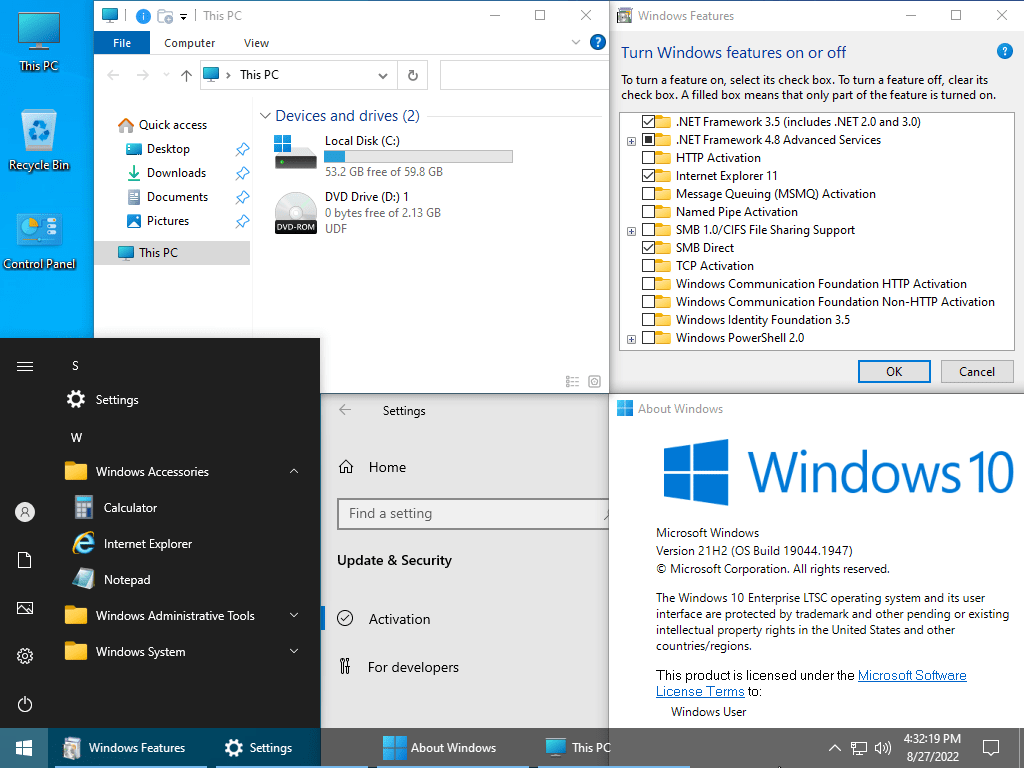 This PC
Recycle Bin
Control Panel
This PC
File
Computer
View
This PC
Quick access
Desktop
Downloads
Documents
Pictures
This PC
Devices and drives (2)
Local Disk (C:)
53.2 GB free of 59.8 GB
DVD Drive (D:) 1
0 bytes free of 2.13 GB
UDF
DVD-ROM
Windows Features
Turn Windows features on or off
To turn a feature on, select its check box. To turn a feature off, clear its
check box. A filled box means that only part of the feature is turned on.
.NET Framework 3.5 (includes .NET 2.0 and 3.0)
.NET Framework 4.8 Advanced Services
HTTP Activation
Internet Explorer 11
Message Queuing (MSMQ) Activation
Named Pipe Activation
SMB 1.0/CIFS File Sharing Support
SMB Direct
TCP Activation
Windows Communication Foundation HTTP Activation
Windows Communication Foundation Non-HTTP Activation
Windows Identity Foundation 3.5
Windows PowerShell 2.0
OK
Cancel
S
Settings
W
Windows Accessories
Calculator
Internet Explorer
Notepad
Windows Administrative Tools
Windows System
Settings
Home
Find a setting
Update & Security
Activation
For developers
About Windows
Windows 10
Microsoft Windows
Version 21H2 (OS Build 19044.1947)
© Microsoft Corporation. All rights reserved.
The Windows 10 Enterprise LTSC operating system and its user
interface are protected by trademark and other pending or existing
intellectual property rights in the United States and other
countries/regions.
This product is licensed under the Microsoft Software
License Terms to:
Windows User
Windows Features
Settings
About Windows
This PC
4:32:19 PM
8/27/2022